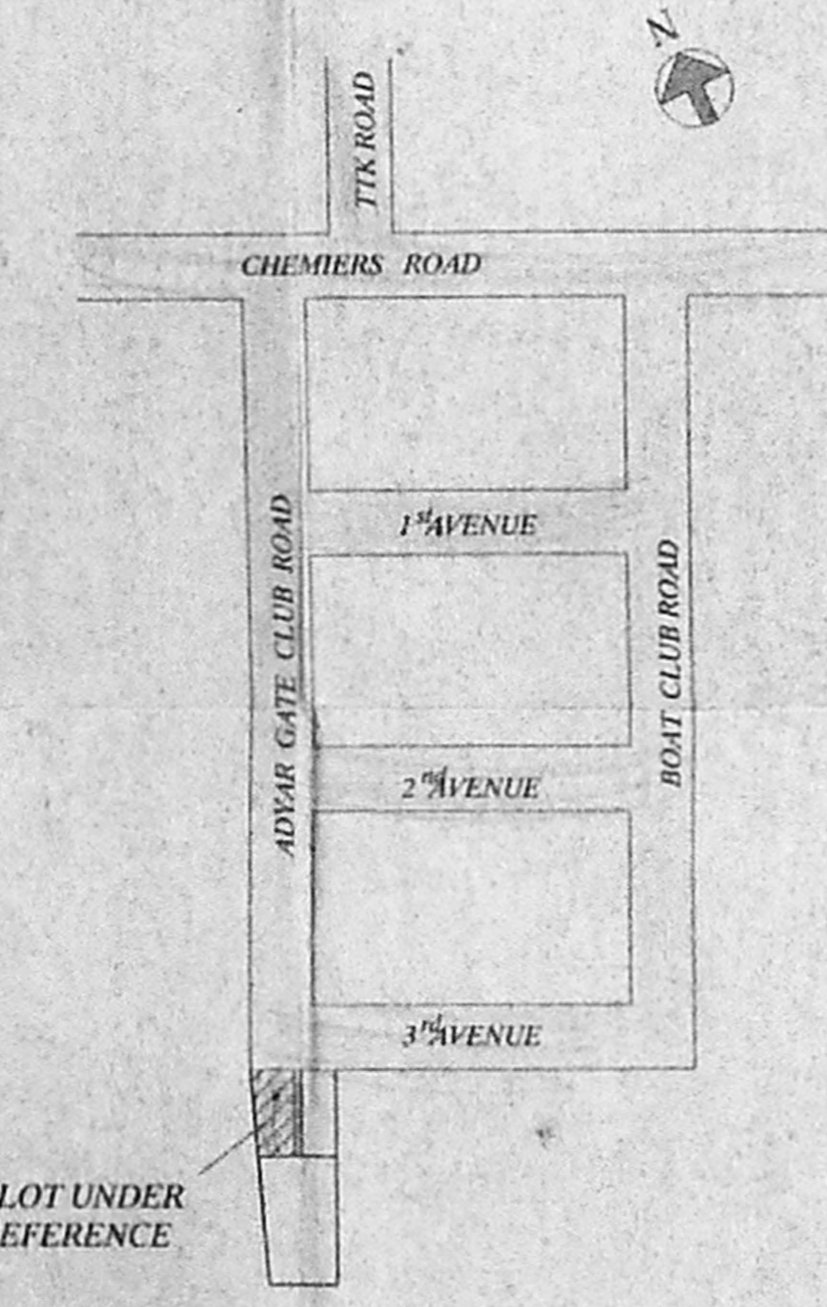 N
TTK ROAD
CHEMIERS ROAD
1st AVENUE
ADYAR GATE CLUB ROAD
BOAT CLUB ROAD
2nd AVENUE
3rd AVENUE
LOT UNDER
EFERENCE